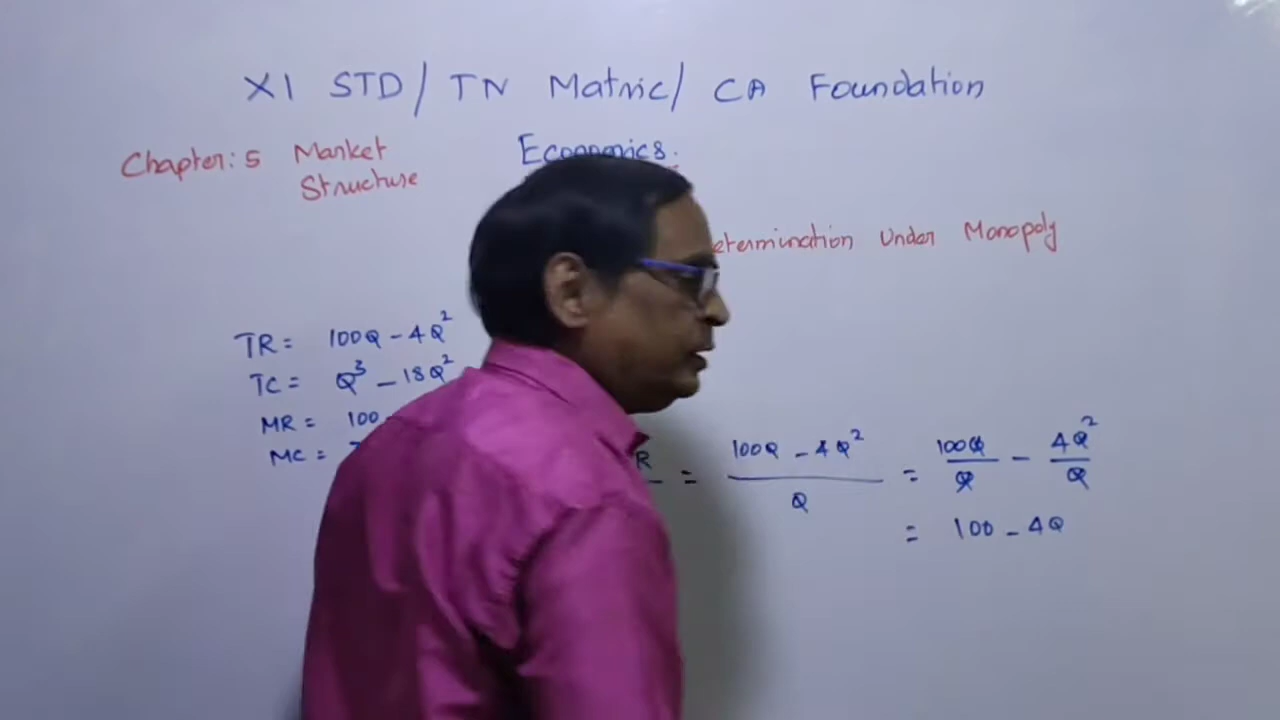 XI STD/ TN Matric/ CA Foundation
Chapter: 5 Market Structure
Economics.
etermination Under Monopoly
TR = 100Q - 4Q²
TC = Q³ - 18Q²
MR = 100
MC =
R = 100Q - 4Q² / Q = 100Q / Q - 4Q² / Q
= 100 - 4Q